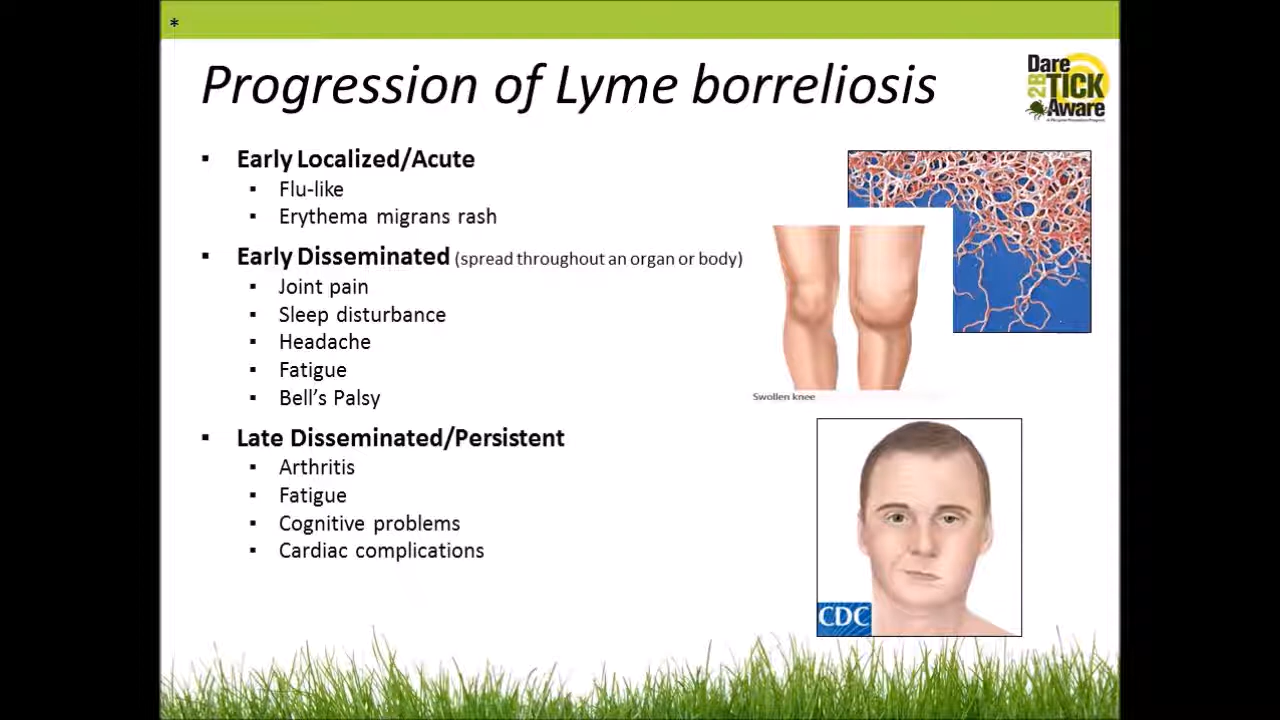 *
Progression of Lyme borreliosis
Dare
2B
TICK
Aware
▪ Early Localized/Acute
▪ Flu-like
▪ Erythema migrans rash
▪ Early Disseminated (spread throughout an organ or body)
▪ Joint pain
▪ Sleep disturbance
▪ Headache
▪ Fatigue
▪ Bell's Palsy
Swollen knee
▪ Late Disseminated/Persistent
▪ Arthritis
▪ Fatigue
▪ Cognitive problems
▪ Cardiac complications
CDC